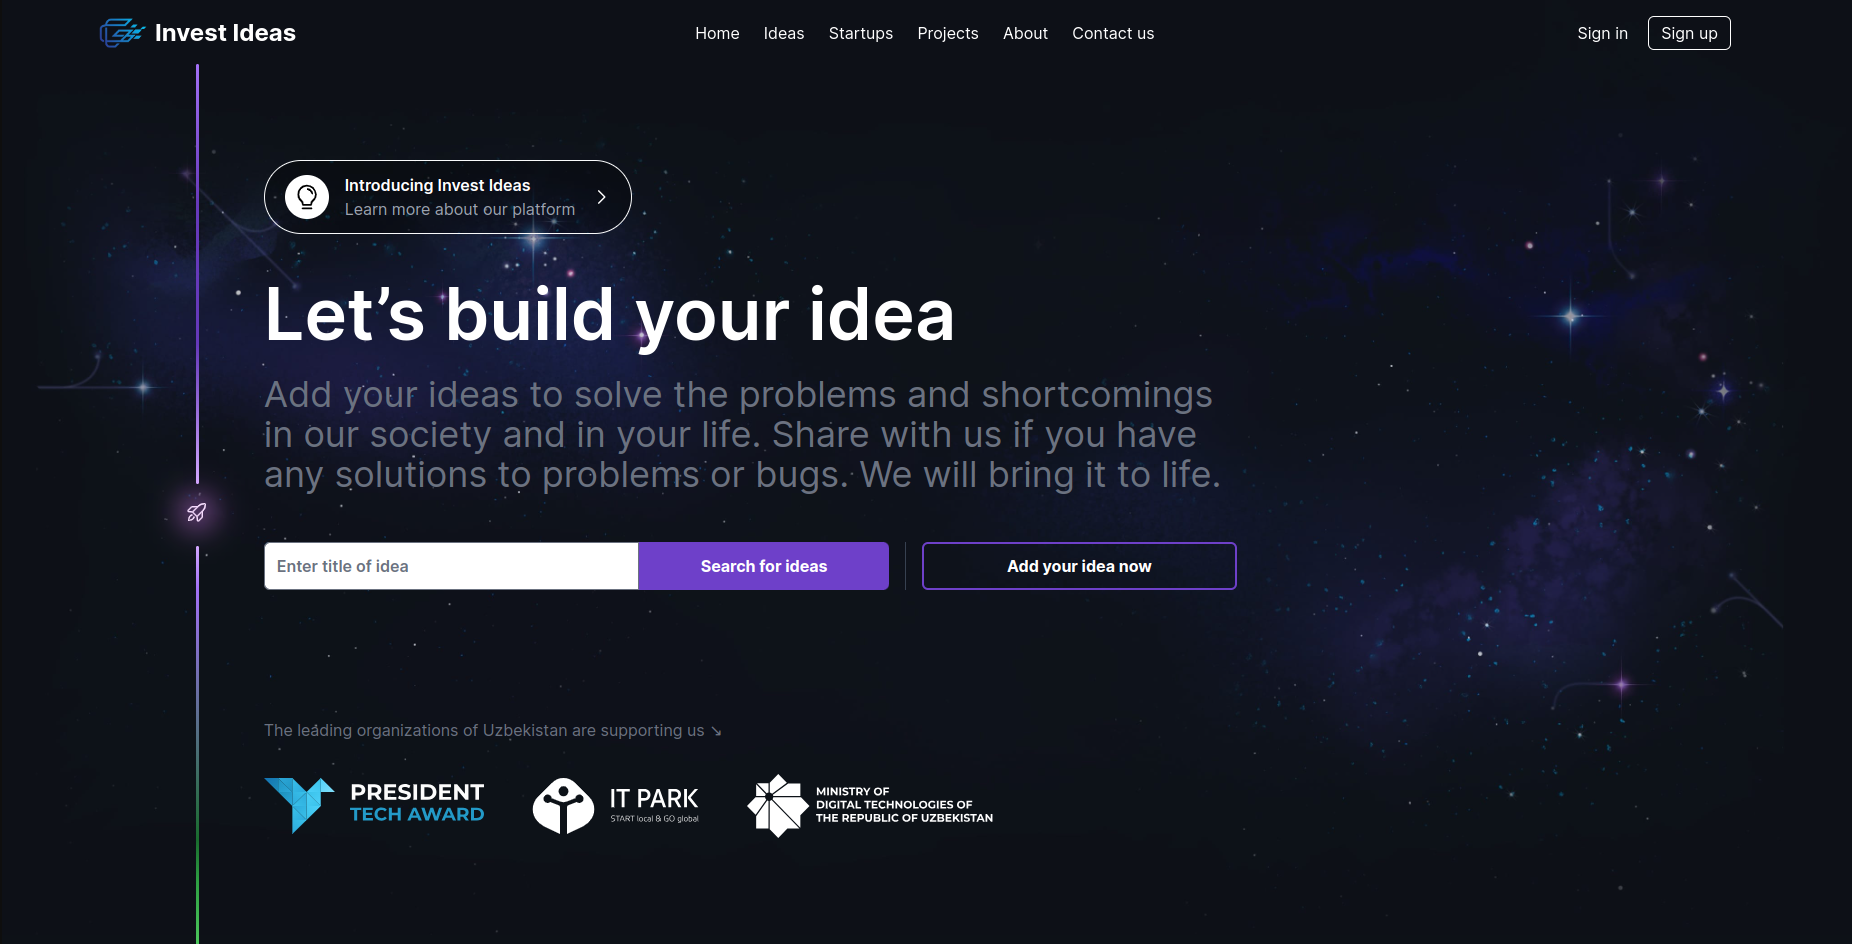 Invest Ideas
Home
Ideas
Startups
Projects
About
Contact us
Sign in
Sign up
Introducing Invest Ideas
Learn more about our platform
Let’s build your idea
Add your ideas to solve the problems and shortcomings
in our society and in your life. Share with us if you have
any solutions to problems or bugs. We will bring it to life.
Enter title of idea
Search for ideas
Add your idea now
The leading organizations of Uzbekistan are supporting us ↘
PRESIDENT
TECH AWARD
IT PARK
START local & GO global
MINISTRY OF
DIGITAL TECHNOLOGIES OF
THE REPUBLIC OF UZBEKISTAN